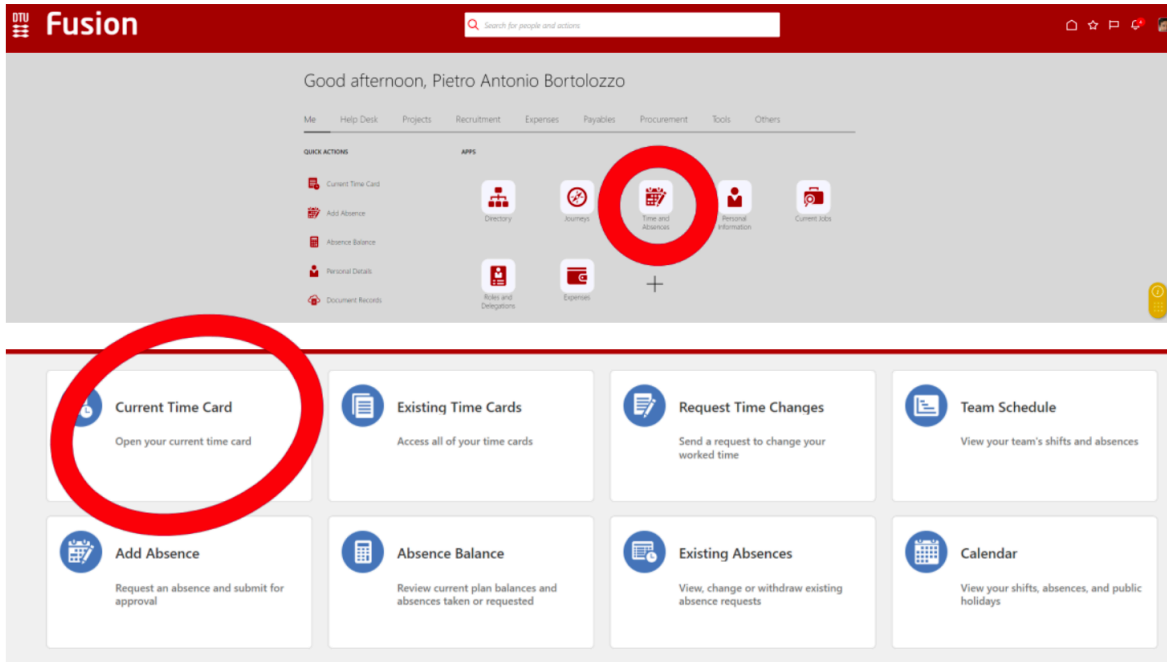 DTU Fusion
Search for people and actions
Good afternoon, Pietro Antonio Bortolozzo
Me Help Desk Projects Recruitment Expenses Payables Procurement Tools Others
QUICK ACTIONS APPS
Current Time Card
Add Absence
Absence Balance
Personal Details
Document Records
Directory Journeys Time and Absences Personal Information Current Jobs
Roles and Delegations Expenses
Current Time Card
Open your current time card
Existing Time Cards
Access all of your time cards
Request Time Changes
Send a request to change your
worked time
Team Schedule
View your team's shifts and absences
Add Absence
Request an absence and submit for
approval
Absence Balance
Review current plan balances and
absences taken or requested
Existing Absences
View, change or withdraw existing
absence requests
Calendar
View your shifts, absences, and public
holidays